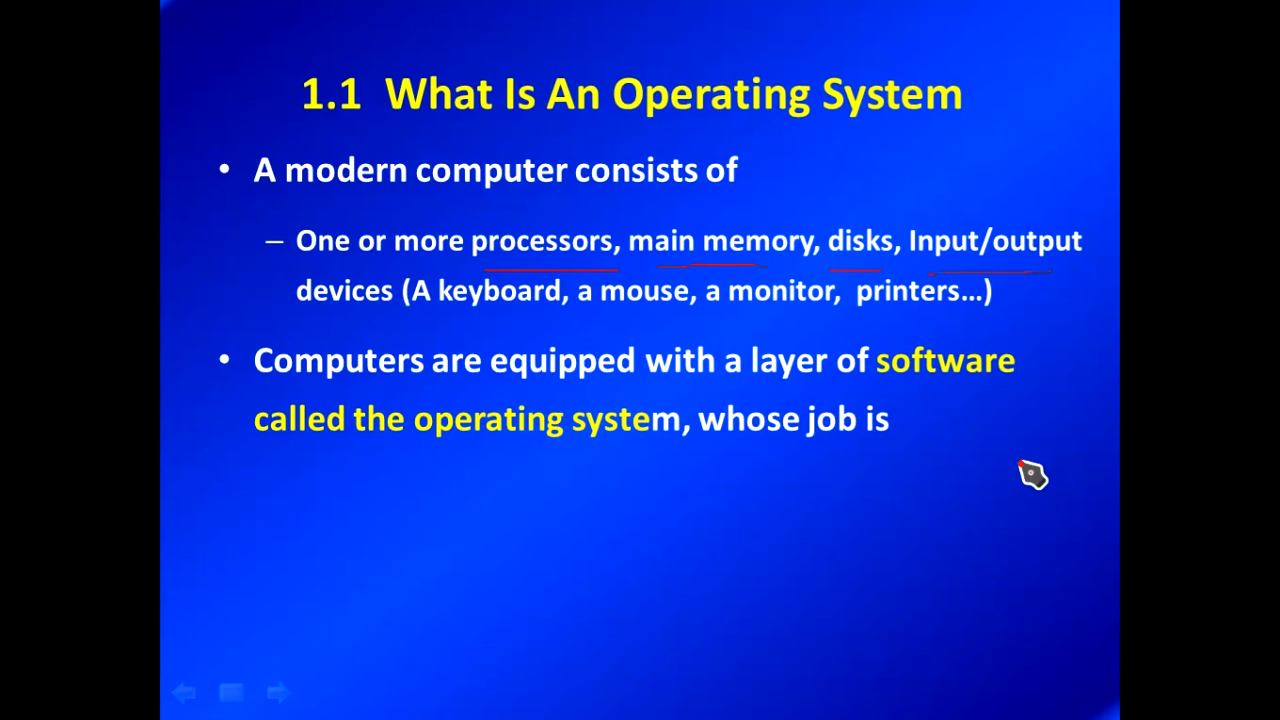 1.1 What Is An Operating System
• A modern computer consists of
– One or more processors, main memory, disks, Input/output
devices (A keyboard, a mouse, a monitor, printers...)
• Computers are equipped with a layer of software
called the operating system, whose job is